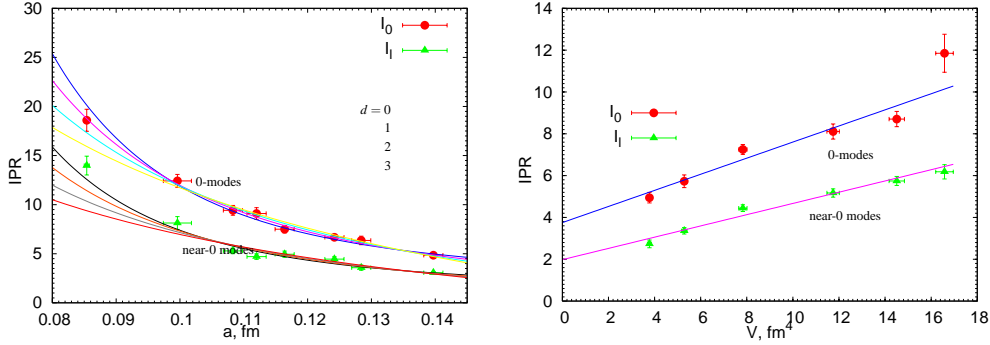 IPR
30
25
20
15
10
5
0
0.08 0.09 0.1 0.11 0.12 0.13 0.14
a, fm
I0
Il
d = 0
1
2
3
0-modes
near-0 modes
IPR
14
12
10
8
6
4
2
0
0 2 4 6 8 10 12 14 16 18
V, fm4
I0
Il
0-modes
near-0 modes